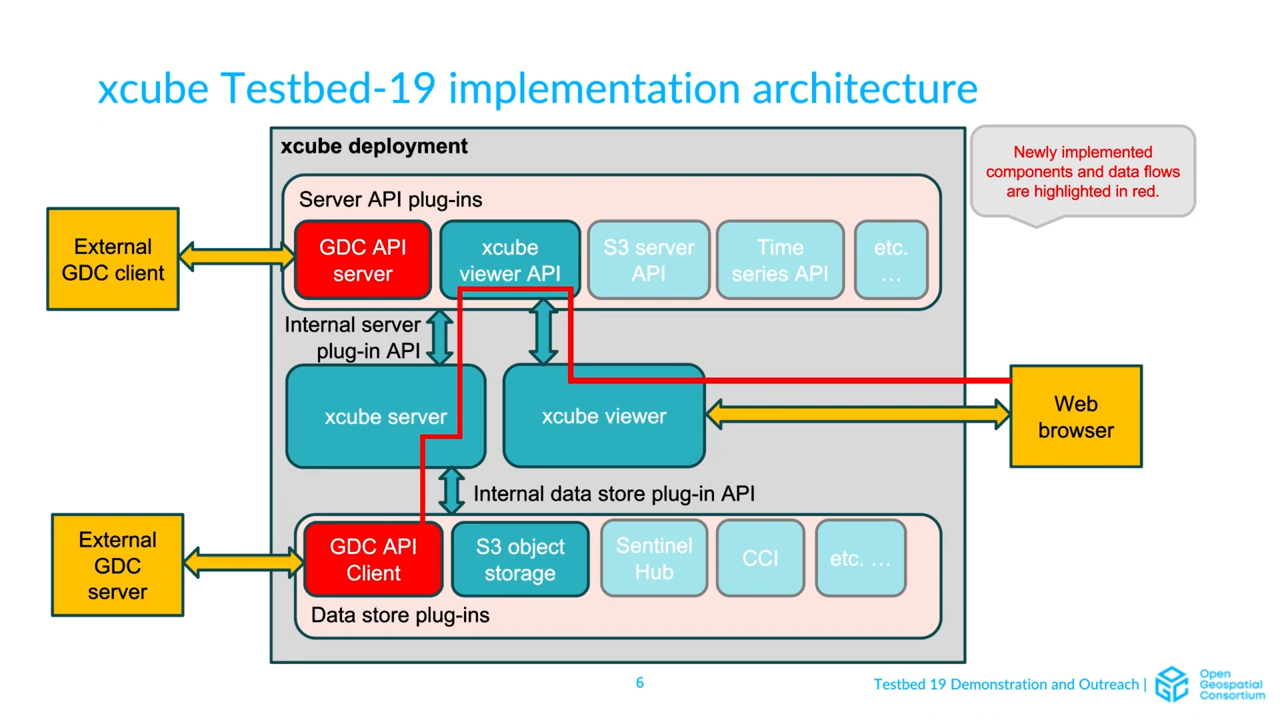 xcube Testbed-19 implementation architecture
xcube deployment
Newly implemented
components and data flows
are highlighted in red.
Server API plug-ins
External
GDC client
GDC API
server
xcube
viewer API
S3 server
API
Time
series API
etc.
…
Internal server
plug-in API
xcube server
xcube viewer
Web
browser
Internal data store plug-in API
External
GDC
server
GDC API
Client
S3 object
storage
Sentinel
Hub
CCI
etc. …
Data store plug-ins
6
Testbed 19 Demonstration and Outreach |
Open
Geospatial
Consortium